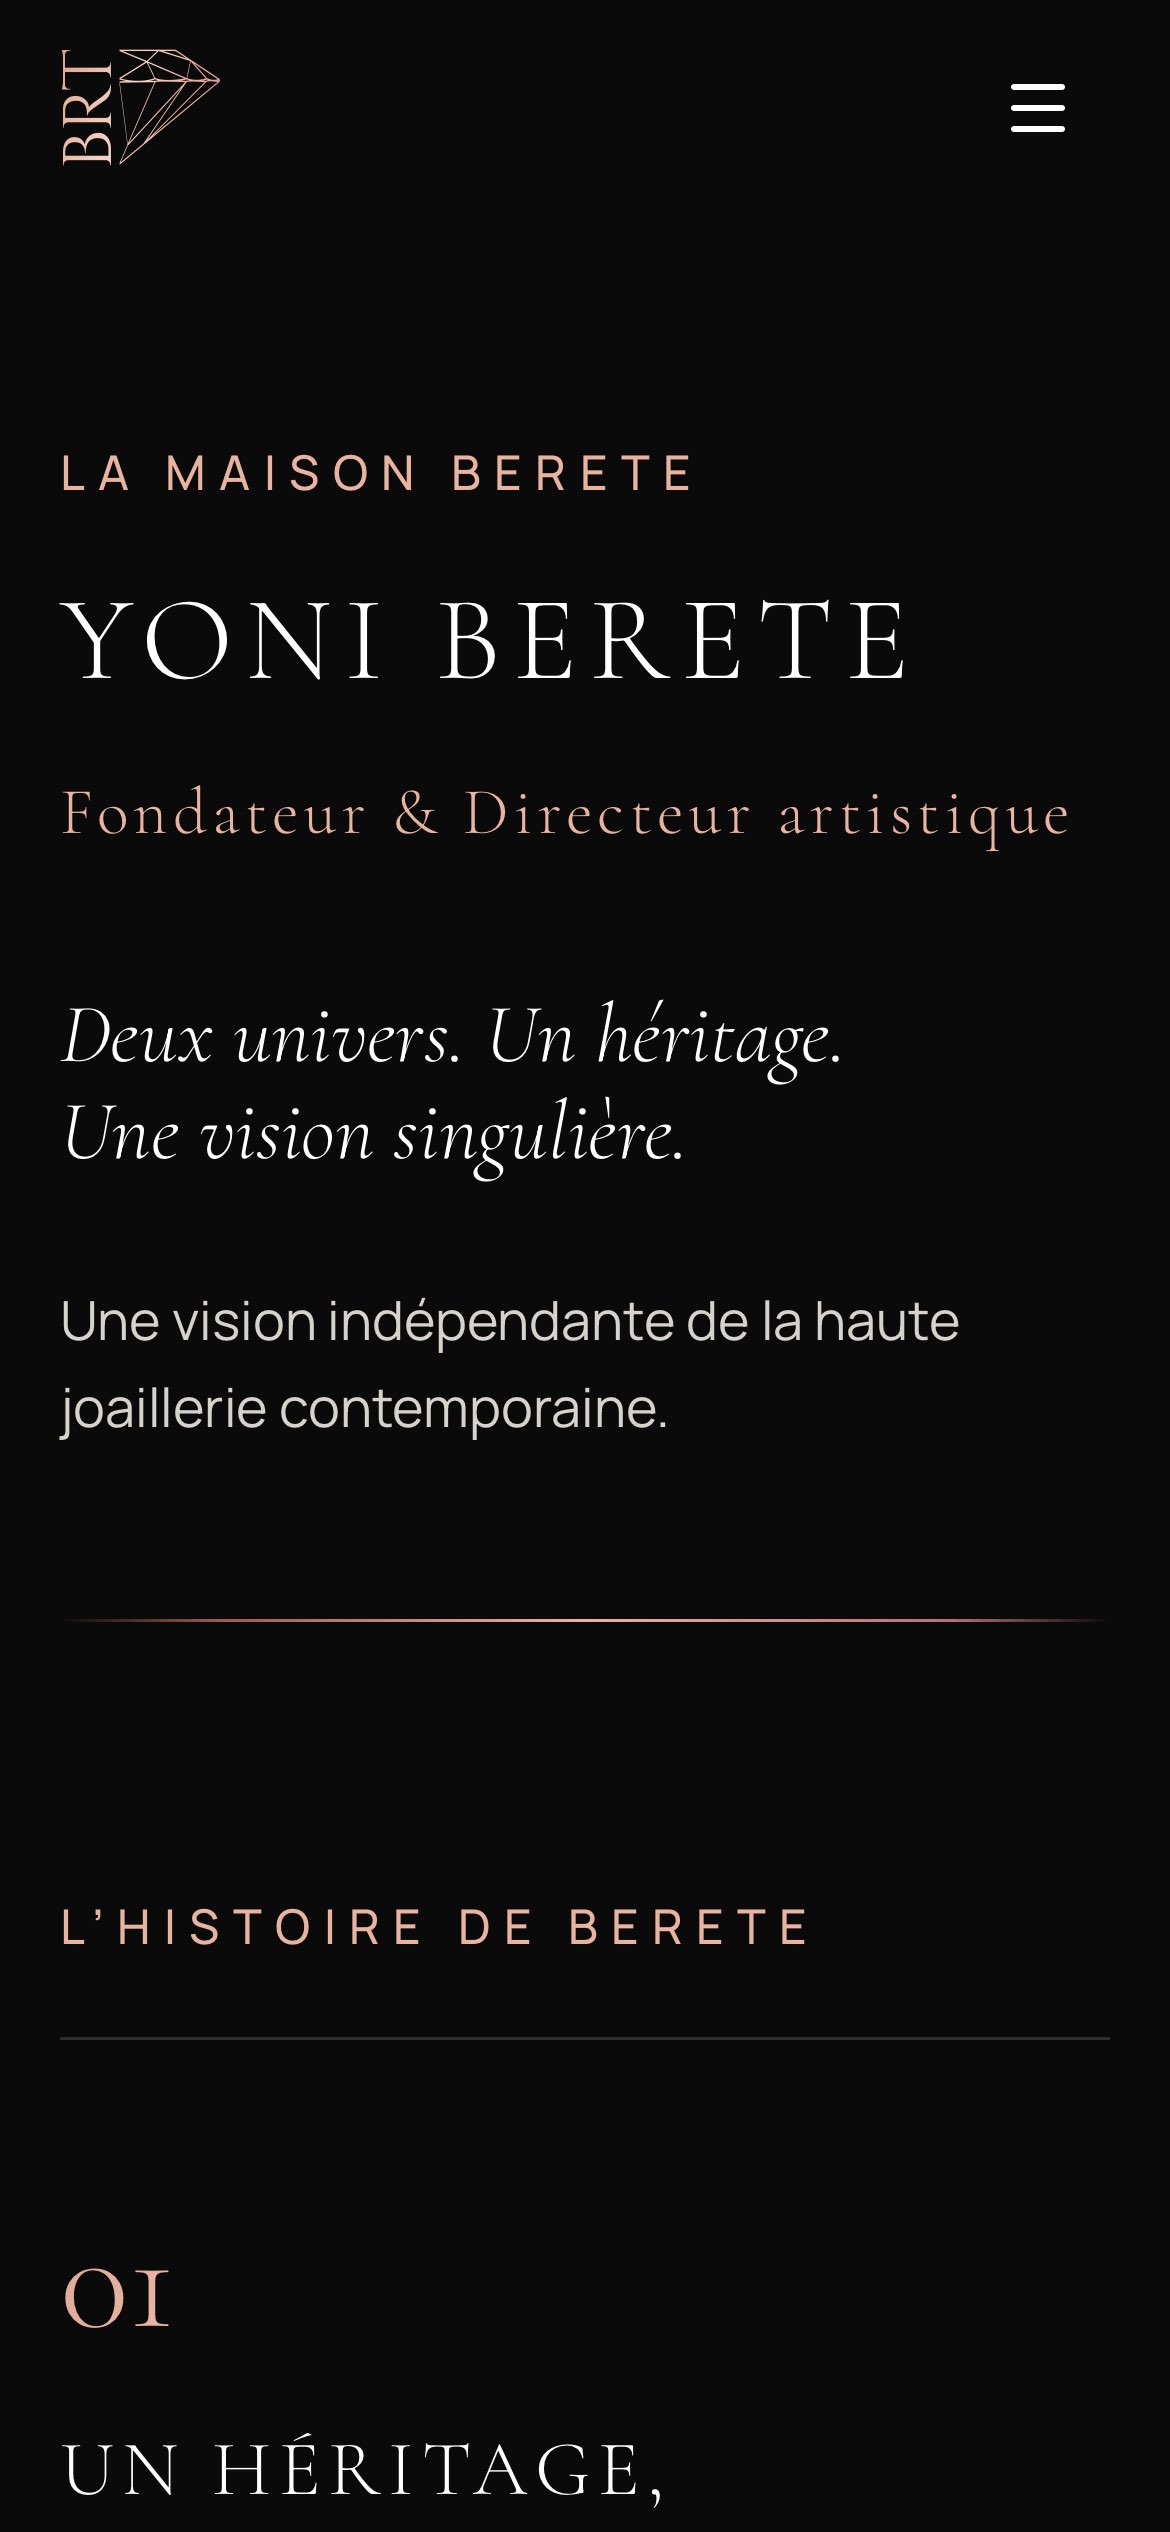 BRT
LA MAISON BERETE
YONI BERETE
Fondateur & Directeur artistique
Deux univers. Un héritage.
Une vision singulière.
Une vision indépendante de la haute
joaillerie contemporaine.
L’HISTOIRE DE BERETE
01
UN HÉRITAGE,